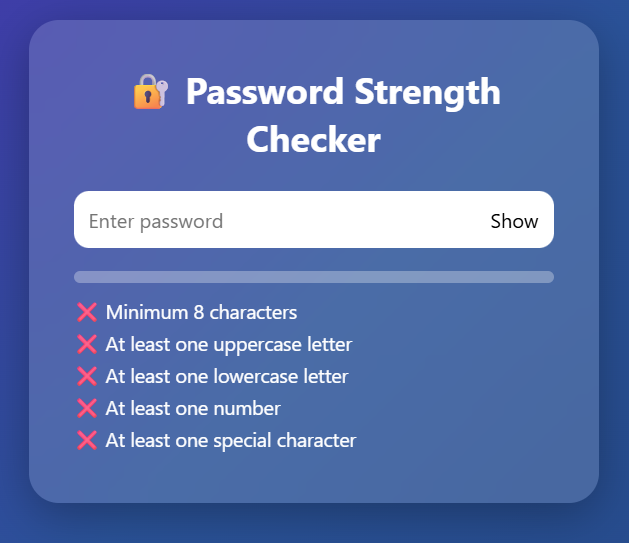 🔐 Password Strength
Checker
Enter password Show
❌ Minimum 8 characters
❌ At least one uppercase letter
❌ At least one lowercase letter
❌ At least one number
❌ At least one special character